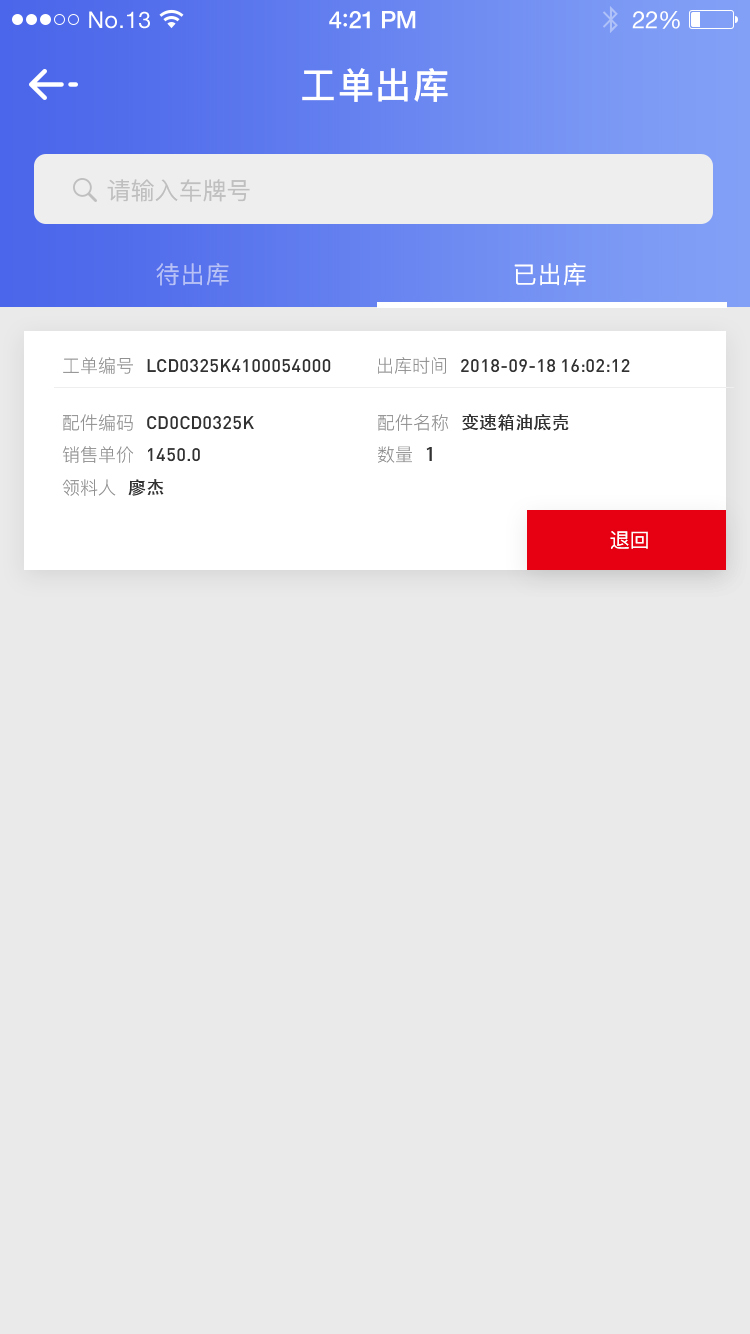 No.13 4:21 PM 22%
工单出库
请输入车牌号
待出库 已出库
工单编号 LCD0325K4100054000 出库时间 2018-09-18 16:02:12
配件编码 CD0CD0325K 配件名称 变速箱油底壳
销售单价 1450.0 数量 1
领料人 廖杰
退回